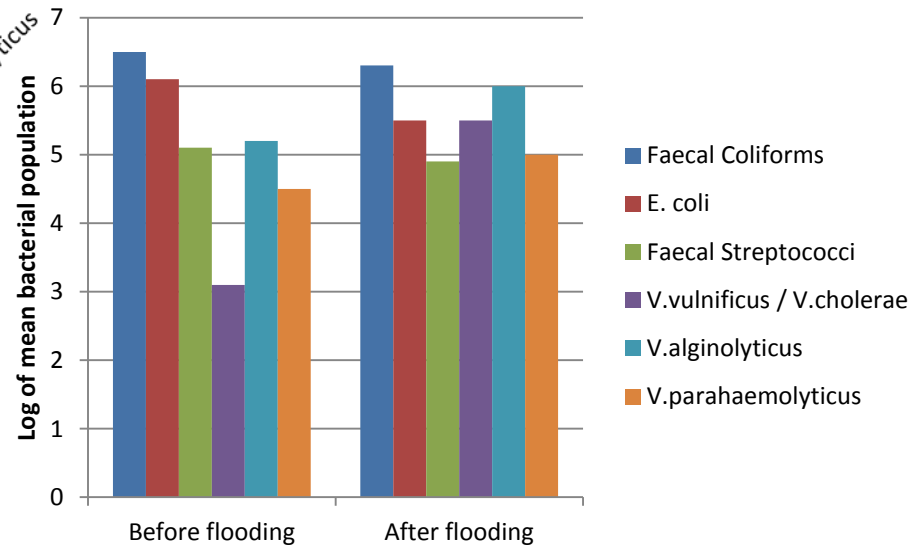 7
6
5
4
3
2
1
0
Log of mean bacterial population
Before flooding
After flooding
Faecal Coliforms
E. coli
Faecal Streptococci
V.vulnificus / V.cholerae
V.alginolyticus
V.parahaemolyticus